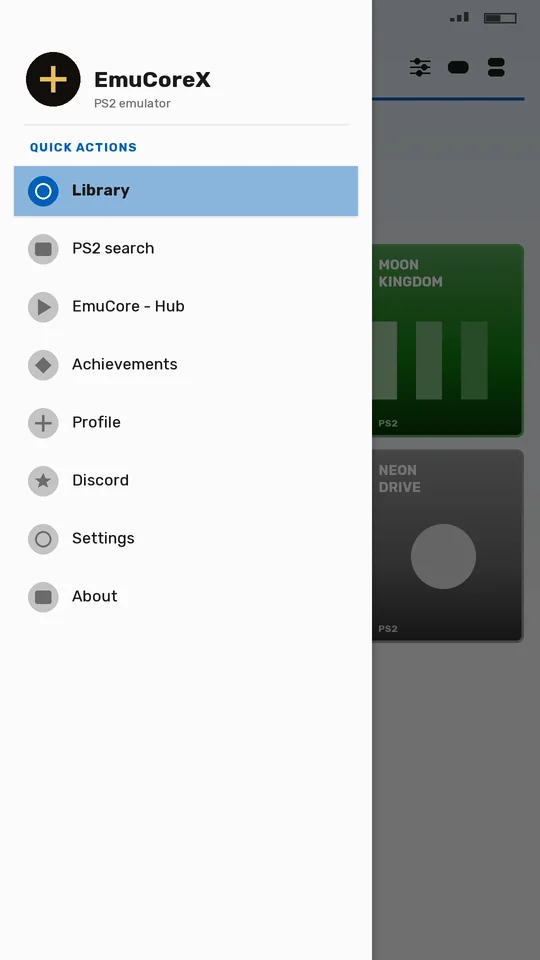 EmuCoreX
PS2 emulator
QUICK ACTIONS
Library
PS2 search
EmuCore - Hub
Achievements
Profile
Discord
Settings
About
MOON
KINGDOM
PS2
NEON
DRIVE
PS2